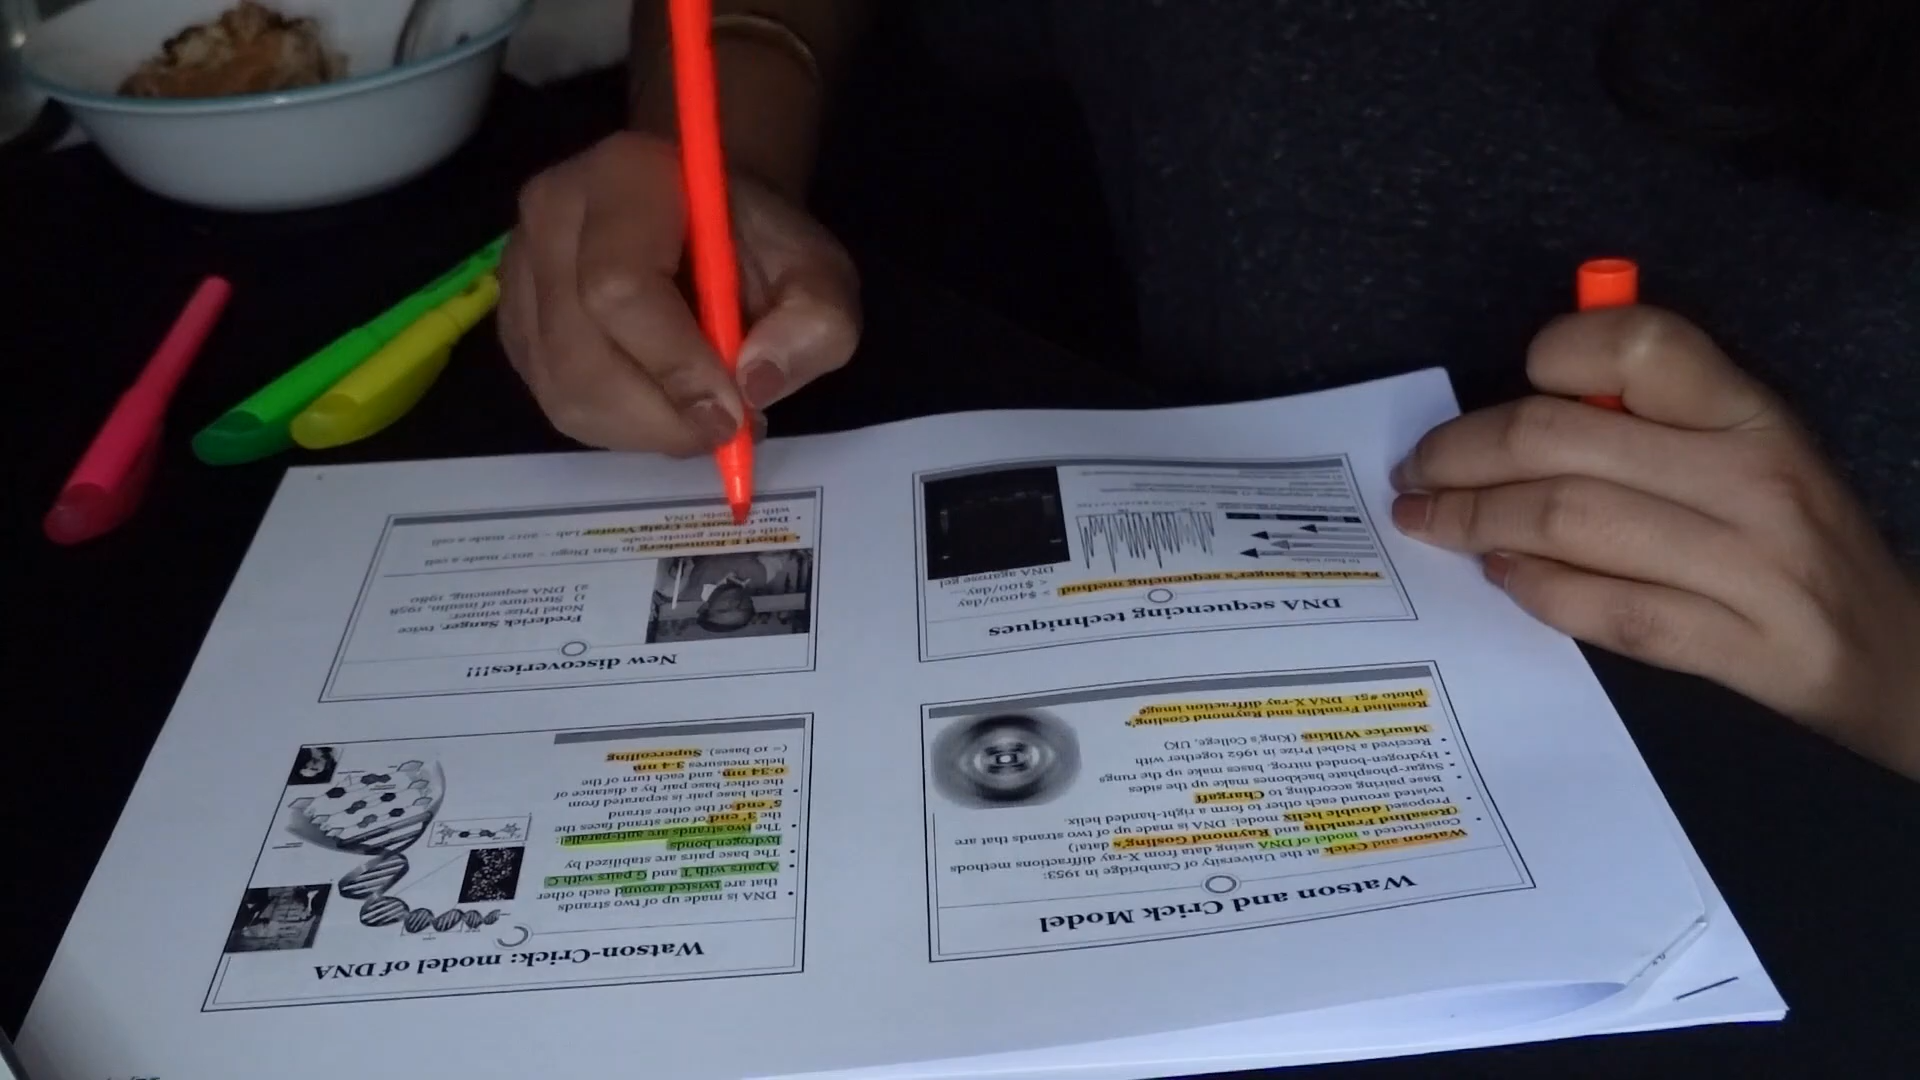 Watson and Crick Model
Watson and Crick at the University of Cambridge in 1953:
Constructed a model of DNA using data from X-ray diffractions methods
(Rosalind Franklin and Raymond Gosling's data!)
Proposed double helix model: DNA is made up of two strands that are
twisted around each other to form a right-handed helix
Base pairing according to Chargaff
Sugar-phosphate backbones make up the sides
Hydrogen-bonded nitrog. bases make up the rungs
Received a Nobel Prize in 1962 together with
Maurice Wilkins (King's College, UK)
Rosalind Franklin and Raymond Gosling's
photo #51. DNA X-ray diffraction image
Watson-Crick: model of DNA
DNA is made up of two strands
that are twisted around each other
A pairs with T and G pairs with C
The base pairs are stabilized by
hydrogen bonds
The two strands are anti-parallel:
the 3' end of one strand faces the
5' end of the other strand
Each base pair is separated from
the other base pair by a distance of
0.34 nm, and each turn of the
helix measures 3.4 nm
(= 10 bases). Supercoiling
DNA sequencing techniques
Frederick Sanger's sequencing method
> $4000/day
< $100/day
DNA agarose gel
New discoveries!!!
Frederick Sanger, twice
Nobel Prize winner:
1) Structure of insulin, 1958
2) DNA sequencing, 1980
Floyd E Romesberg in San Diego – 2017 made a cell
with 6-letter genetic code
Dan in Craig Venter Lab – 2017 made a cell
with DNA